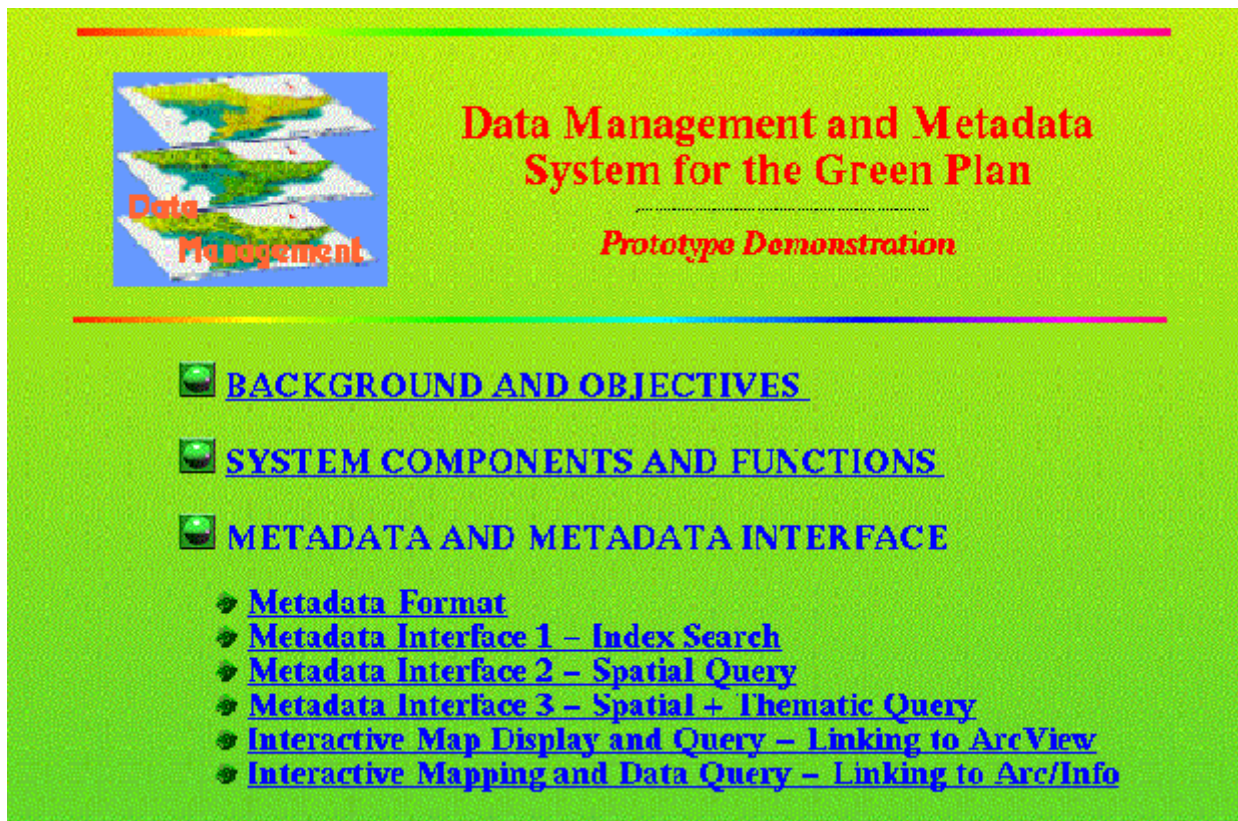 Data
Management
Data Management and Metadata
System for the Green Plan
Prototype Demonstration
BACKGROUND AND OBJECTIVES
SYSTEM COMPONENTS AND FUNCTIONS
METADATA AND METADATA INTERFACE
Metadata Format
Metadata Interface 1 – Index Search
Metadata Interface 2 – Spatial Query
Metadata Interface 3 – Spatial + Thematic Query
Interactive Map Display and Query – Linking to ArcView
Interactive Mapping and Data Query – Linking to Arc/Info